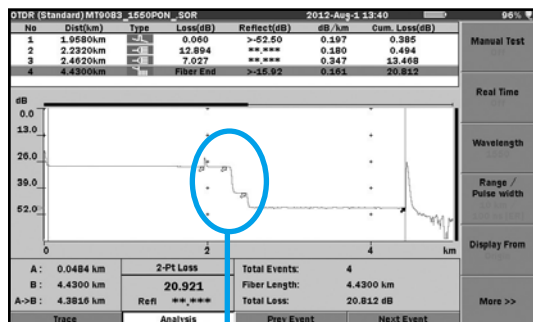 OTDR (Standard) MT90B3_1550PON_.SOR 2012-Aug-1 13:40 96%
No Dist(km) Type Loss(dB) Reflect(dB) dB/km Cum. Loss(dB)
1 1.9580km 0.060 >-52.50 0.197 0.385
2 2.2320km 12.894 **.*** 0.180 0.494
3 2.4620km 7.027 **.*** 0.347 13.468
4 4.4300km Fiber End >-15.92 0.161 20.812
Manual Test
Real Time
Wavelength
Range /
Pulse width
Display From
More >>
dB
0.0
13.0
26.0
39.0
52.0
0 2 4 km
A : 0.0484 km 2-Pt Loss Total Events: 4
B : 4.4300 km 20.921 Fiber Length: 4.4300 km
A->B : 4.3816 km Refl **.*** Total Loss: 20.812 dB
Trace Analysis Prev Event Next Event